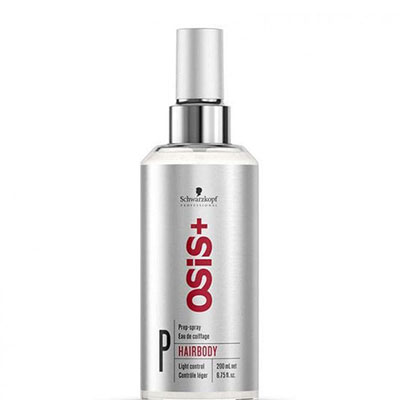 Schwarzkopf
PROFESSIONAL
OSiS+
Prep-spray
Eau de coiffage
P
HAIRBODY
Light control
Contrôle léger
200 mL net
6.75 fl. oz.